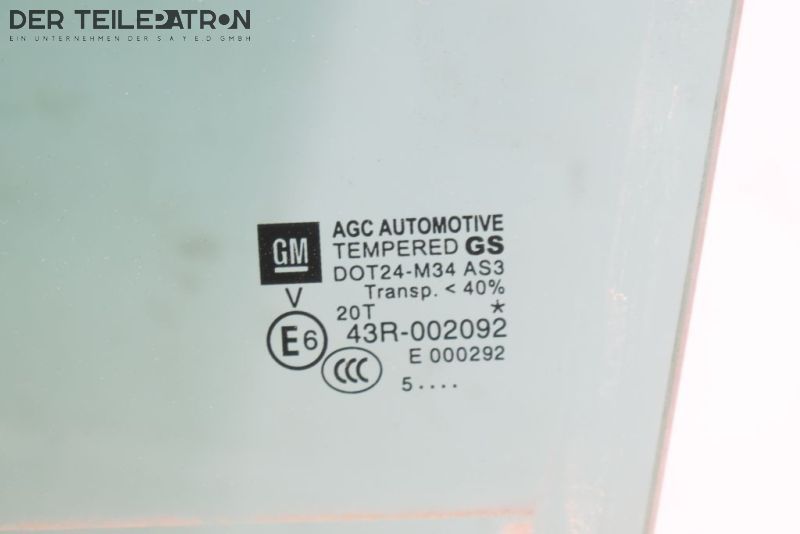 DER TEILEPATRON
EIN UNTERNEHMEN DER S A Y E.D GMBH
GM
AGC AUTOMOTIVE
TEMPERED GS
DOT24-M34 AS3
Transp. < 40%
V
20T *
E6
43R-002092
E 000292
CCC
5....